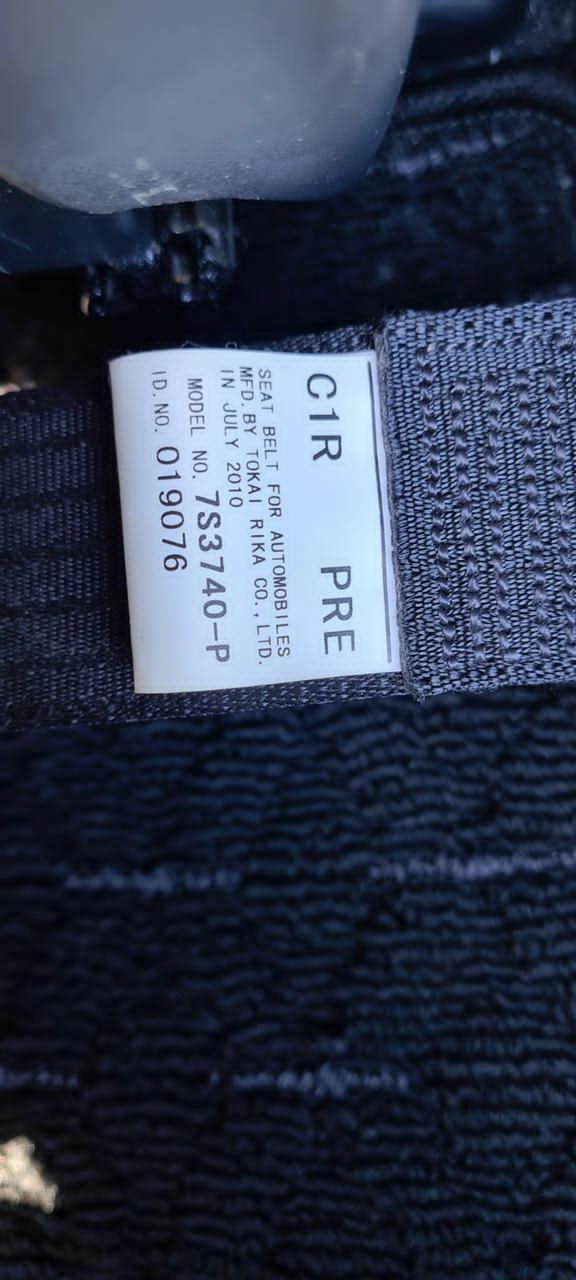 C1R PRE
SEAT BELT FOR AUTOMOBILES
MFD. BY TOKAI RIKA CO., LTD.
IN JULY 2010
MODEL NO. 7S3740-P
ID. NO. 019076